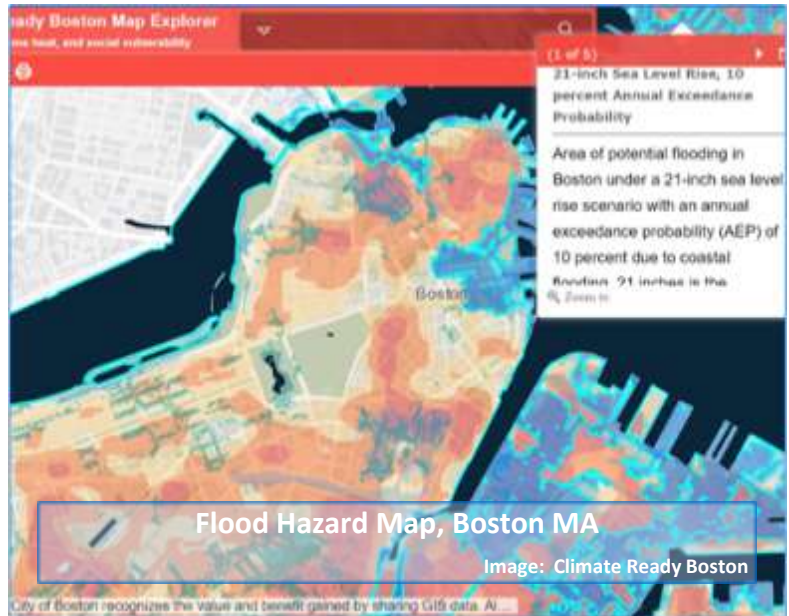 ady Boston Map Explorer
me heat, and social vulnerability
(1 of 5)
21-inch Sea Level Rise, 10
percent Annual Exceedance
Probability
Area of potential flooding in
Boston under a 21-inch sea level
rise scenario with an annual
exceedance probability (AEP) of
10 percent due to coastal
flooding. 21 inches is the
Zoom to
Boston
Flood Hazard Map, Boston MA
Image: Climate Ready Boston
City of Boston recognizes the value and benefit gained by sharing GIS data. Al...